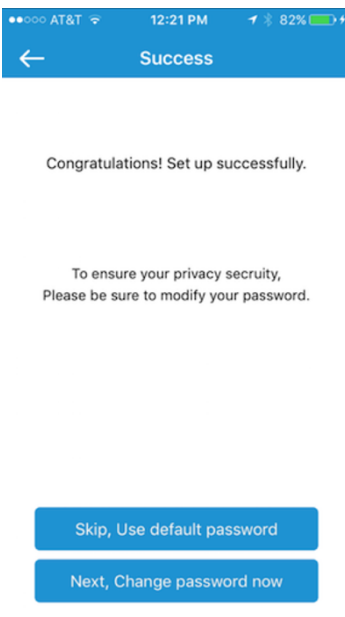 AT&T 12:21 PM 82%
Success
Congratulations! Set up successfully.
To ensure your privacy secruity,
Please be sure to modify your password.
Skip, Use default password
Next, Change password now